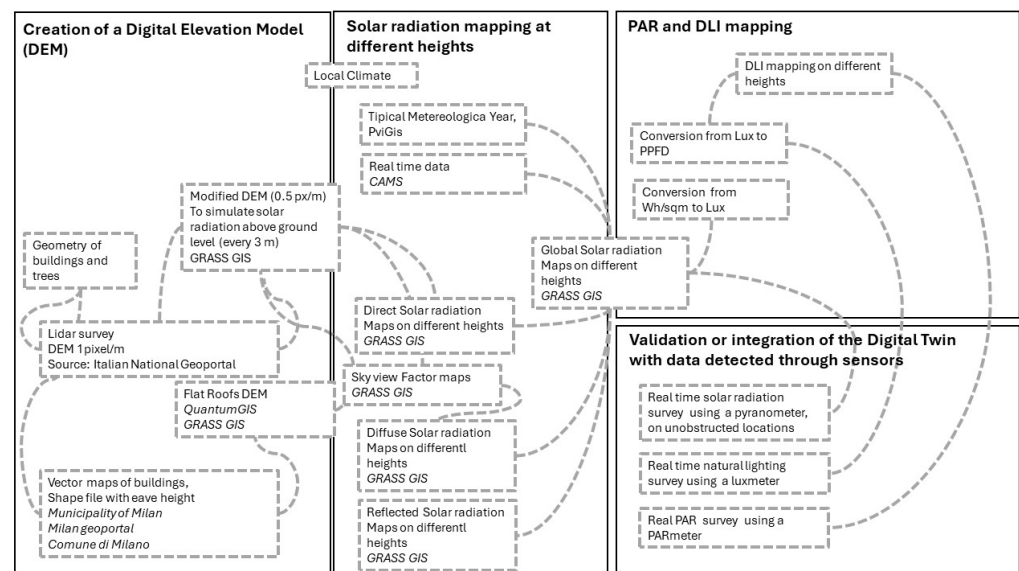 Creation of a Digital Elevation Model
(DEM)
Modified DEM (0.5 px/m)
To simulate solar
radiation above ground
level (every 3 m)
GRASS GIS
Geometry of
buildings and
trees
Lidar survey
DEM 1pixel/m
Source: Italian National Geoportal
Flat Roofs DEM
QuantumGIS
GRASS GIS
Vector maps of buildings,
Shape file with eave height
Municipality of Milan
Milan geoportal
Comune di Milano
Solar radiation mapping at
different heights
Local Climate
Tipical Metereologica Year,
PviGis
Real time data
CAMS
Global Solar radiation
Maps on different
heights
GRASS GIS
Direct Solar radiation
Maps on different heights
GRASS GIS
Sky view Factor maps
GRASS GIS
Diffuse Solar radiation
Maps on differentl
heights
GRASS GIS
Reflected Solar radiation
Maps on differentl
heights
GRASS GIS
PAR and DLI mapping
DLI mapping on different
heights
Conversion from Lux to
PPFD
Conversion from
Wh/sqm to Lux
Validation or integration of the Digital Twin
with data detected through sensors
Real time solar radiation
survey using a pyranometer,
on unobstructed locations
Real time natural lighting
survey using a luxmeter
Real PAR survey using a
PARmeter